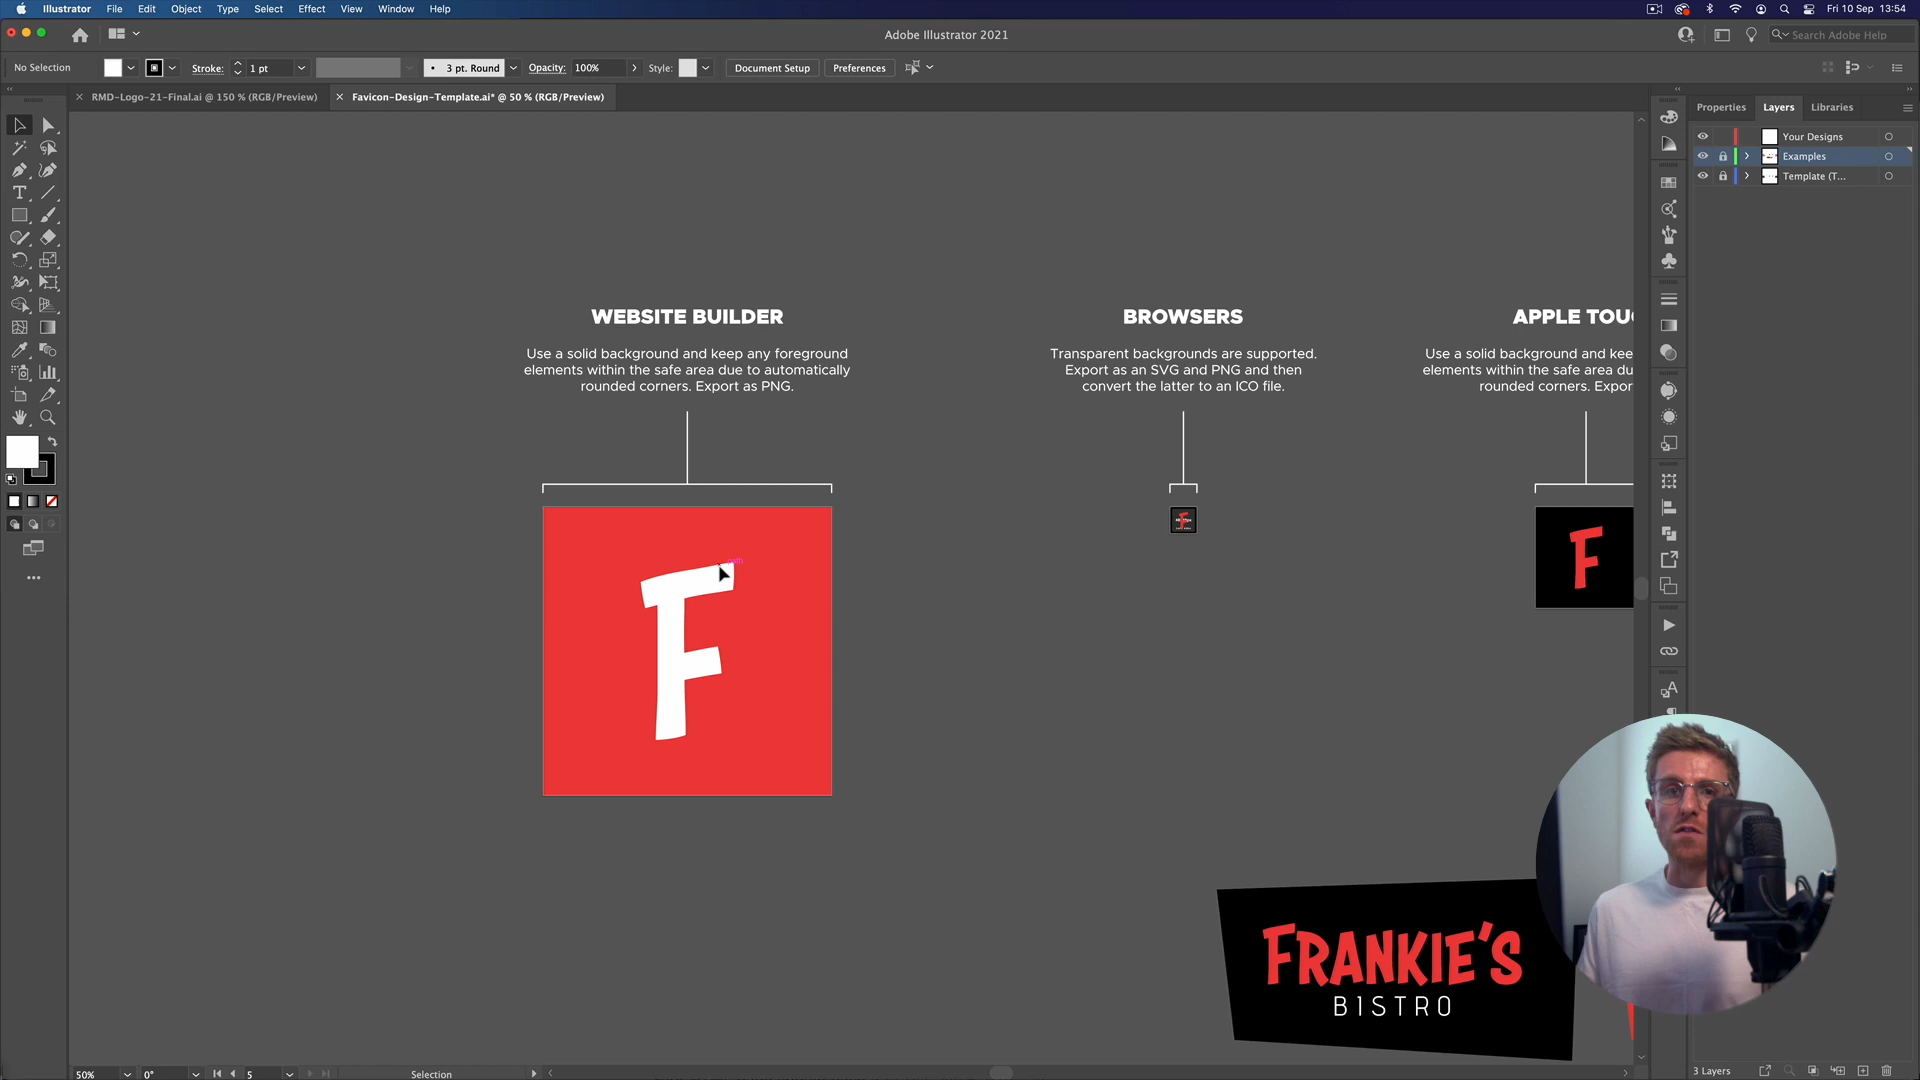 Illustrator File Edit Object Type Select Effect View Window Help
Fri 10 Sep 13:54
Adobe Illustrator 2021
Search Adobe Help
No Selection
Stroke: 1 pt
3 pt. Round
Opacity: 100%
Style:
Document Setup
Preferences
RMD-Logo-21-Final.ai @ 150 % (RGB/Preview)
Favicon-Design-Template.ai* @ 50 % (RGB/Preview)
Properties Layers Libraries
Your Designs
Examples
Template (T...
WEBSITE BUILDER
Use a solid background and keep any foreground
elements within the safe area due to automatically
rounded corners. Export as PNG.
BROWSERS
Transparent backgrounds are supported.
Export as an SVG and PNG and then
convert the latter to an ICO file.
APPLE TOU
Use a solid background and kee
elements within the safe area du
rounded corners. Expor
F
F
F
FRANKIE'S
BISTRO
50%
0°
5
Selection
3 Layers